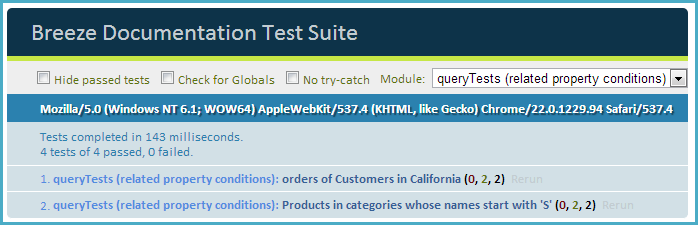 Breeze Documentation Test Suite
Hide passed tests Check for Globals No try-catch Module: queryTests (related property conditions)
Mozilla/5.0 (Windows NT 6.1; WOW64) AppleWebKit/537.4 (KHTML, like Gecko) Chrome/22.0.1229.94 Safari/537.4
Tests completed in 143 milliseconds.
4 tests of 4 passed, 0 failed.
1. queryTests (related property conditions): orders of Customers in California (0, 2, 2) Rerun
2. queryTests (related property conditions): Products in categories whose names start with 'S' (0, 2, 2) Rerun